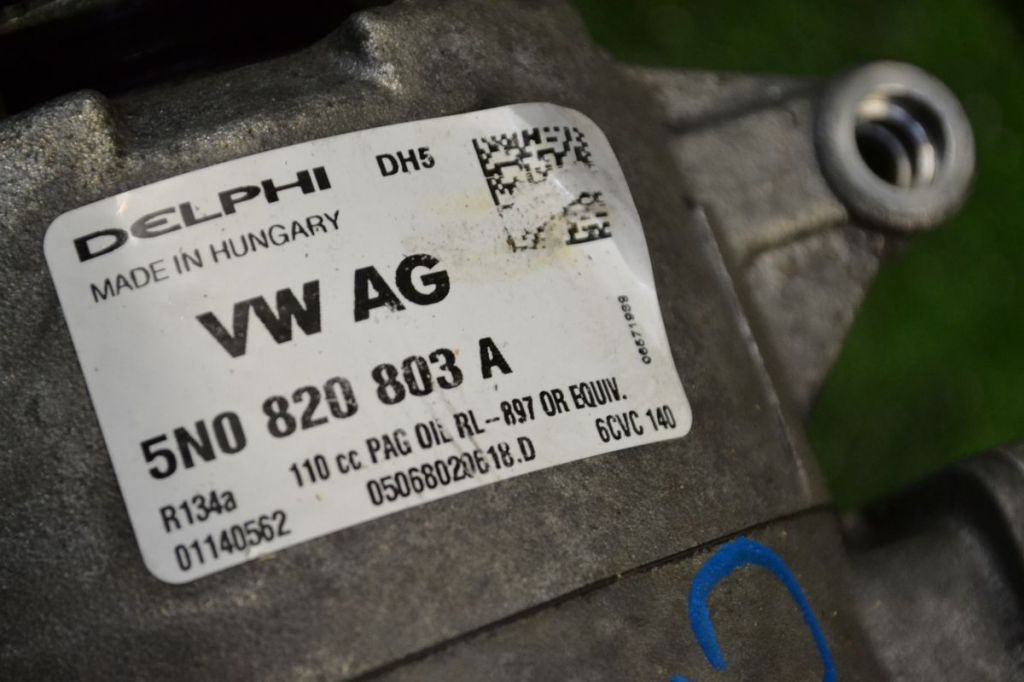 DELPHI DH5
MADE IN HUNGARY
VW AG
5N0 820 803 A
110 cc PAG OIL RL-897 OR EQUIV.
R134a 05068020618.D 6CVC 140
01140562